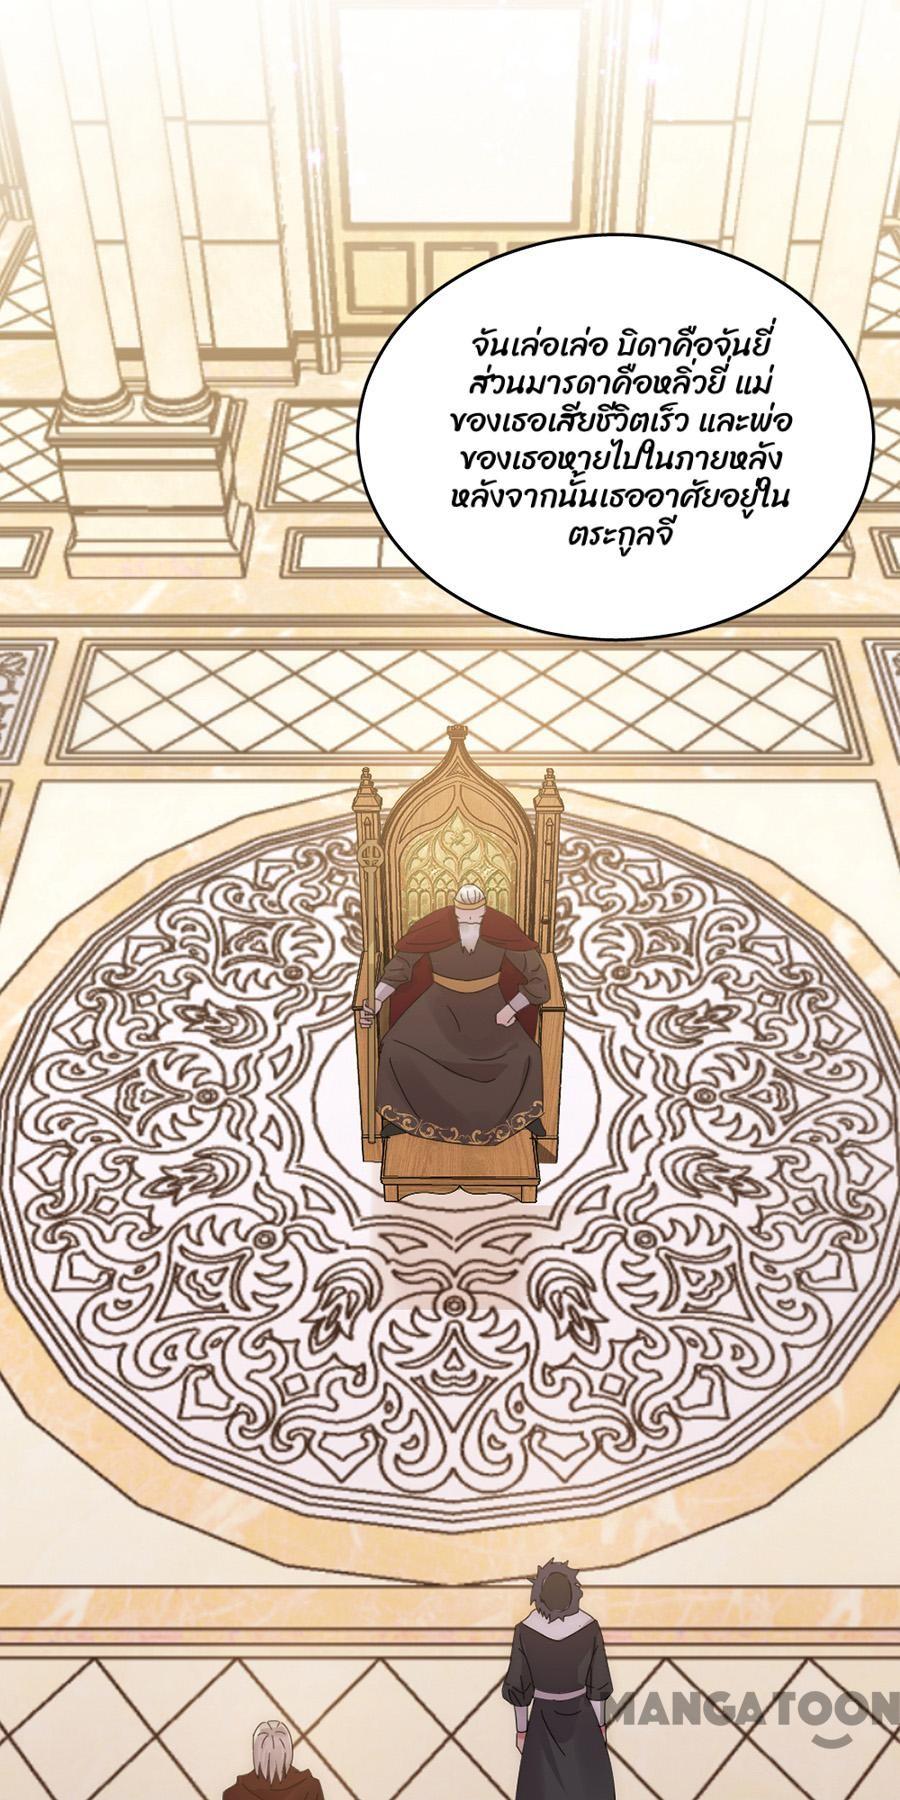 จันเล่อเล่อ บิดาคือจันยี่
ส่วนมารดาคือหลิ่วยี่ แม่
ของเธอเสียชีวิตเร็ว และพ่อ
ของเธอหายไปในภายหลัง
หลังจากนั้นเธออาศัยอยู่ใน
ตระกูลจี
MANGATOON